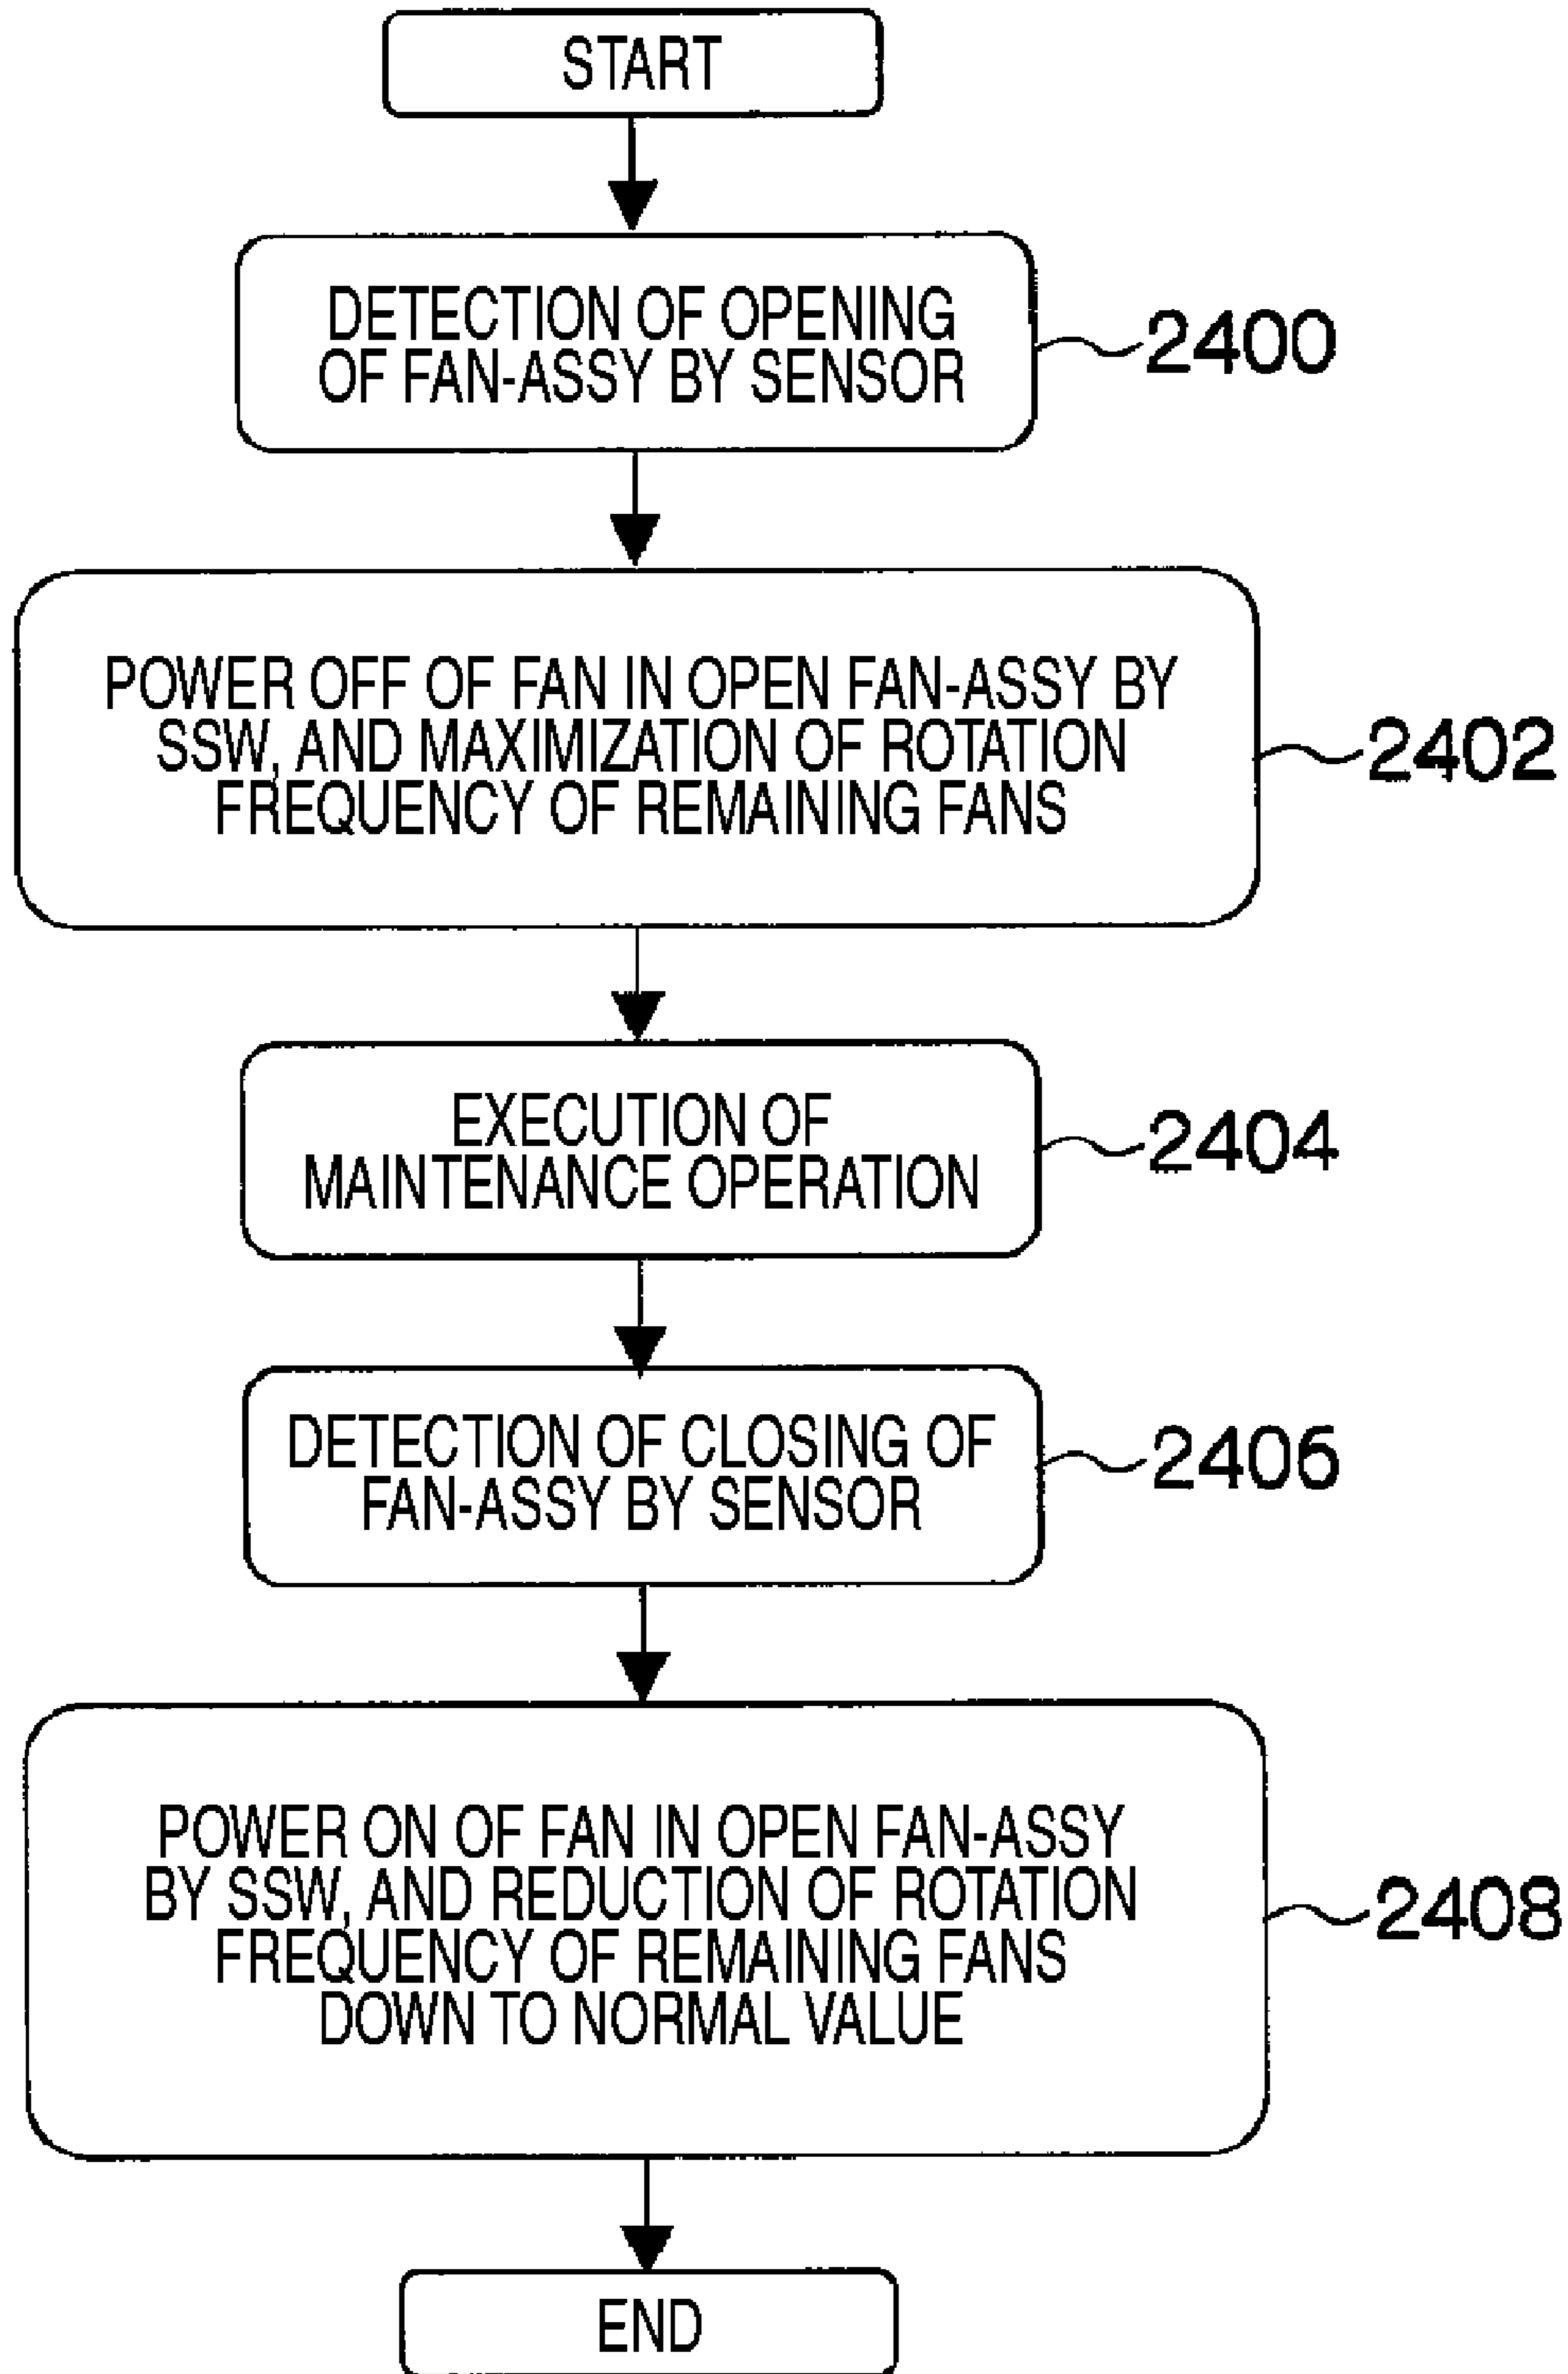 START
DETECTION OF OPENING
OF FAN-ASSY BY SENSOR
2400
POWER OFF OF FAN IN OPEN FAN-ASSY BY
SSW, AND MAXIMIZATION OF ROTATION
FREQUENCY OF REMAINING FANS
2402
EXECUTION OF
MAINTENANCE OPERATION
2404
DETECTION OF CLOSING OF
FAN-ASSY BY SENSOR
2406
POWER ON OF FAN IN OPEN FAN-ASSY
BY SSW, AND REDUCTION OF ROTATION
FREQUENCY OF REMAINING FANS
DOWN TO NORMAL VALUE
2408
END